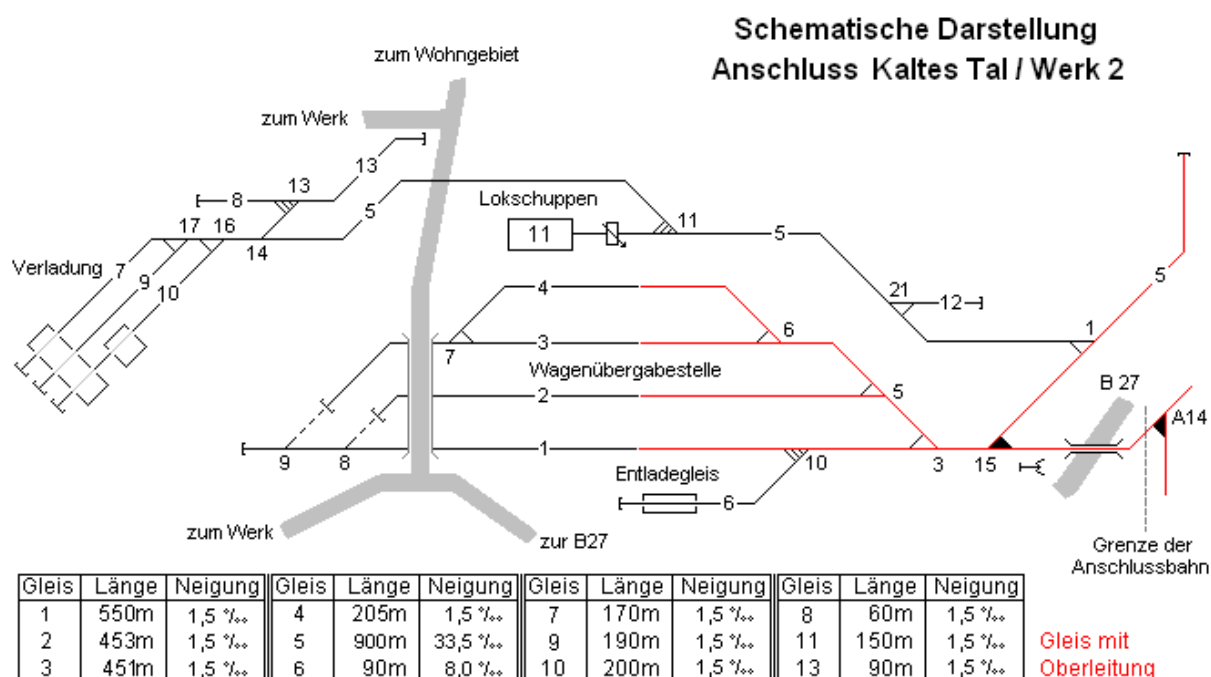 Schematische Darstellung
Anschluss Kaltes Tal / Werk 2
zum Wohngebiet
zum Werk
13
8
13
5
Lokschuppen
11
11
5
17
16
14
Verladung
7
9
10
5
21
12
1
4
6
7
3
Wagenübergabestelle
5
2
B 27
A14
9
8
1
10
3
15
Entladegleis
6
zum Werk
zur B27
Grenze der
Anschlussbahn
Gleis Länge Neigung Gleis Länge Neigung Gleis Länge Neigung Gleis Länge Neigung
1 550m 1,5 ‰ 4 205m 1,5 ‰ 7 170m 1,5 ‰ 8 60m 1,5 ‰
2 453m 1,5 ‰ 5 900m 33,5 ‰ 9 190m 1,5 ‰ 11 150m 1,5 ‰
3 451m 1,5 ‰ 6 90m 8,0 ‰ 10 200m 1,5 ‰ 13 90m 1,5 ‰
Gleis mit
Oberleitung